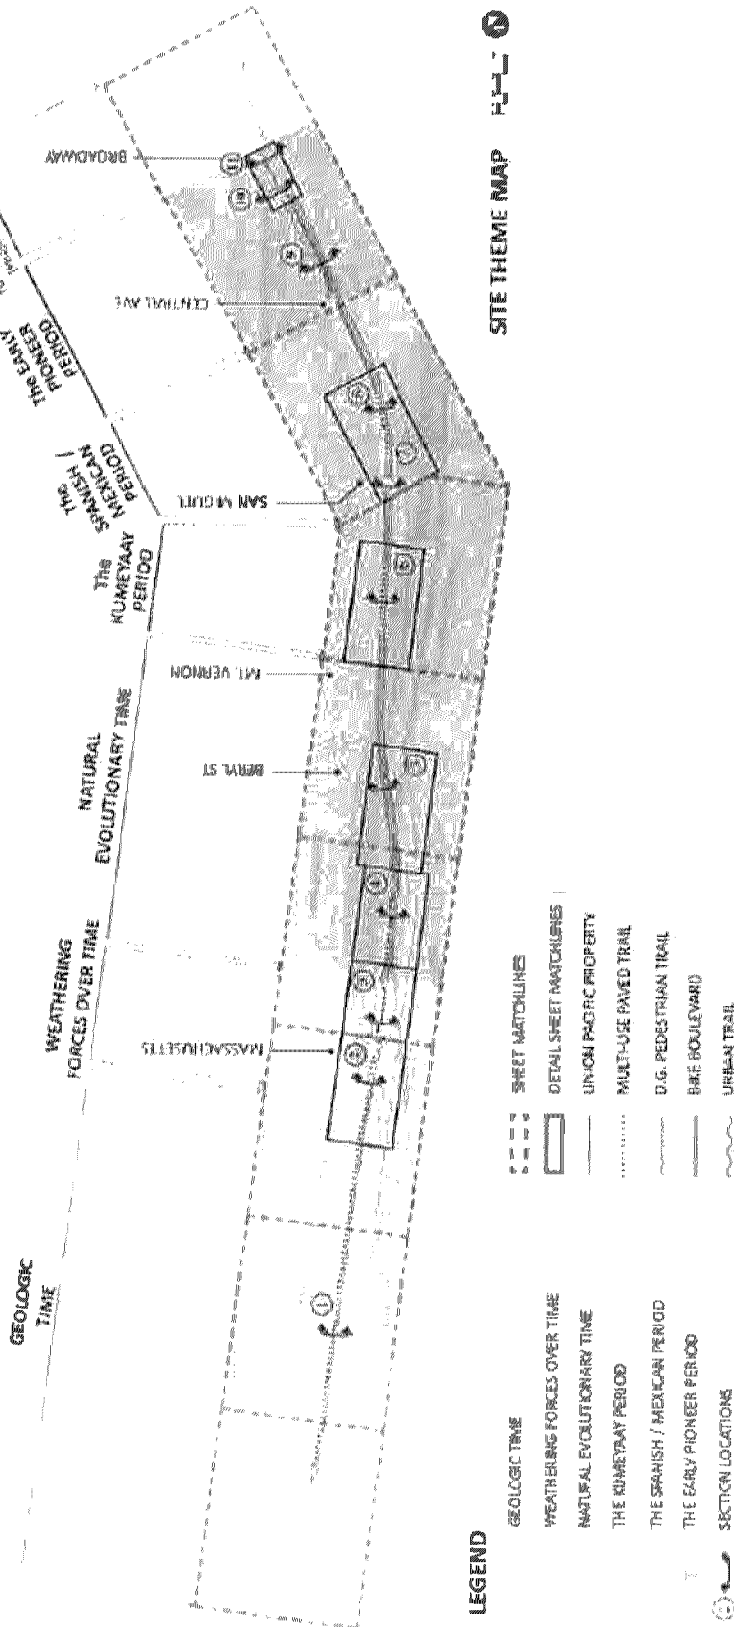 GEOLOGIC
TIME
WEATHERING
FORCES OVER TIME
NATURAL
EVOLUTIONARY TIME
The
KUMEYAAY
PERIOD
The
SPANISH /
MEXICAN
PERIOD
The EARLY
PIONEER
PERIOD
MASSACHUSETTS
BERYL ST
MT. VERNON
SAN MIGUEL
CENTRAL AVE
BROADWAY
1
LEGEND
GEOLOGIC TIME
WEATHERING FORCES OVER TIME
NATURAL EVOLUTIONARY TIME
THE KUMEYAAY PERIOD
THE SPANISH / MEXICAN PERIOD
THE EARLY PIONEER PERIOD
SECTION LOCATIONS
SHEET MATCHLINES
DETAIL SHEET MATCHLINES
UNION PACIFIC PROPERTY
MULTI-USE PAVED TRAIL
D.G. PEDESTRIAN TRAIL
BIKE BOULEVARD
URBAN TRAIL
SITE THEME MAP